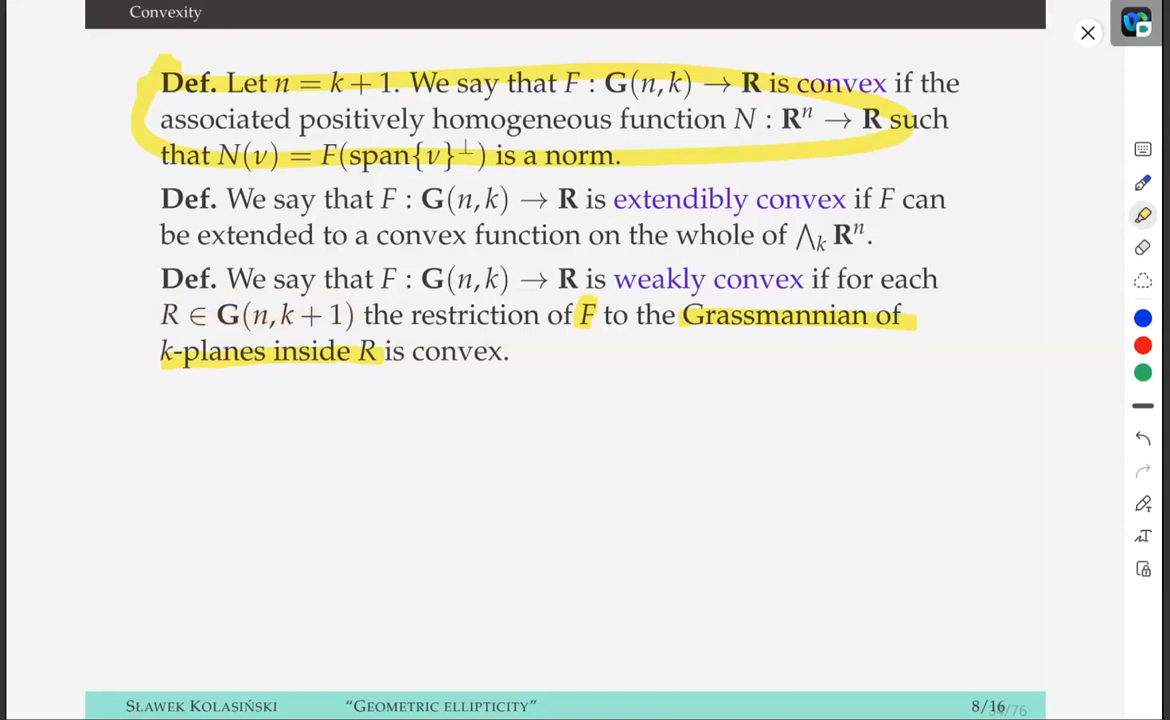 Convexity
Def. Let n = k + 1. We say that F : G(n, k) → R is convex if the
associated positively homogeneous function N : Rⁿ → R such
that N(ν) = F(span{ν}⊥) is a norm.
Def. We say that F : G(n, k) → R is extendibly convex if F can
be extended to a convex function on the whole of ⋀ₖ Rⁿ.
Def. We say that F : G(n, k) → R is weakly convex if for each
R ∈ G(n, k + 1) the restriction of F to the Grassmannian of
k-planes inside R is convex.
SŁAWEK KOLASIŃSKI “GEOMETRIC ELLIPTICITY” 8/16
/76